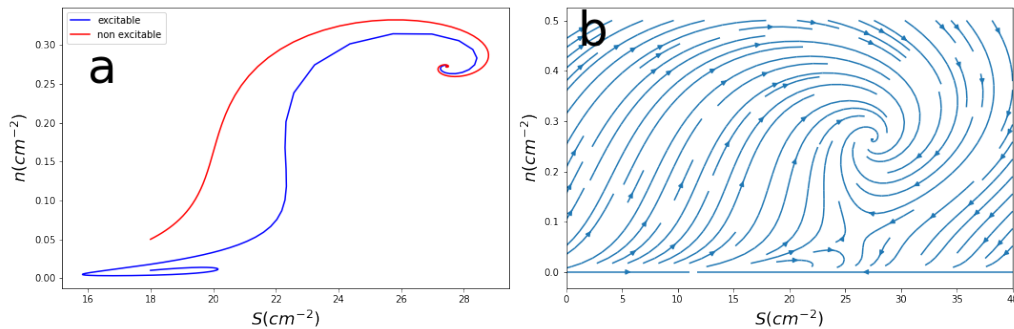 excitable
non excitable
a
n(cm⁻²)
0.30
0.25
0.20
0.15
0.10
0.05
0.00
16 18 20 22 24 26 28
S(cm⁻²)
b
n(cm⁻²)
0.5
0.4
0.3
0.2
0.1
0.0
0 5 10 15 20 25 30 35 40
S(cm⁻²)